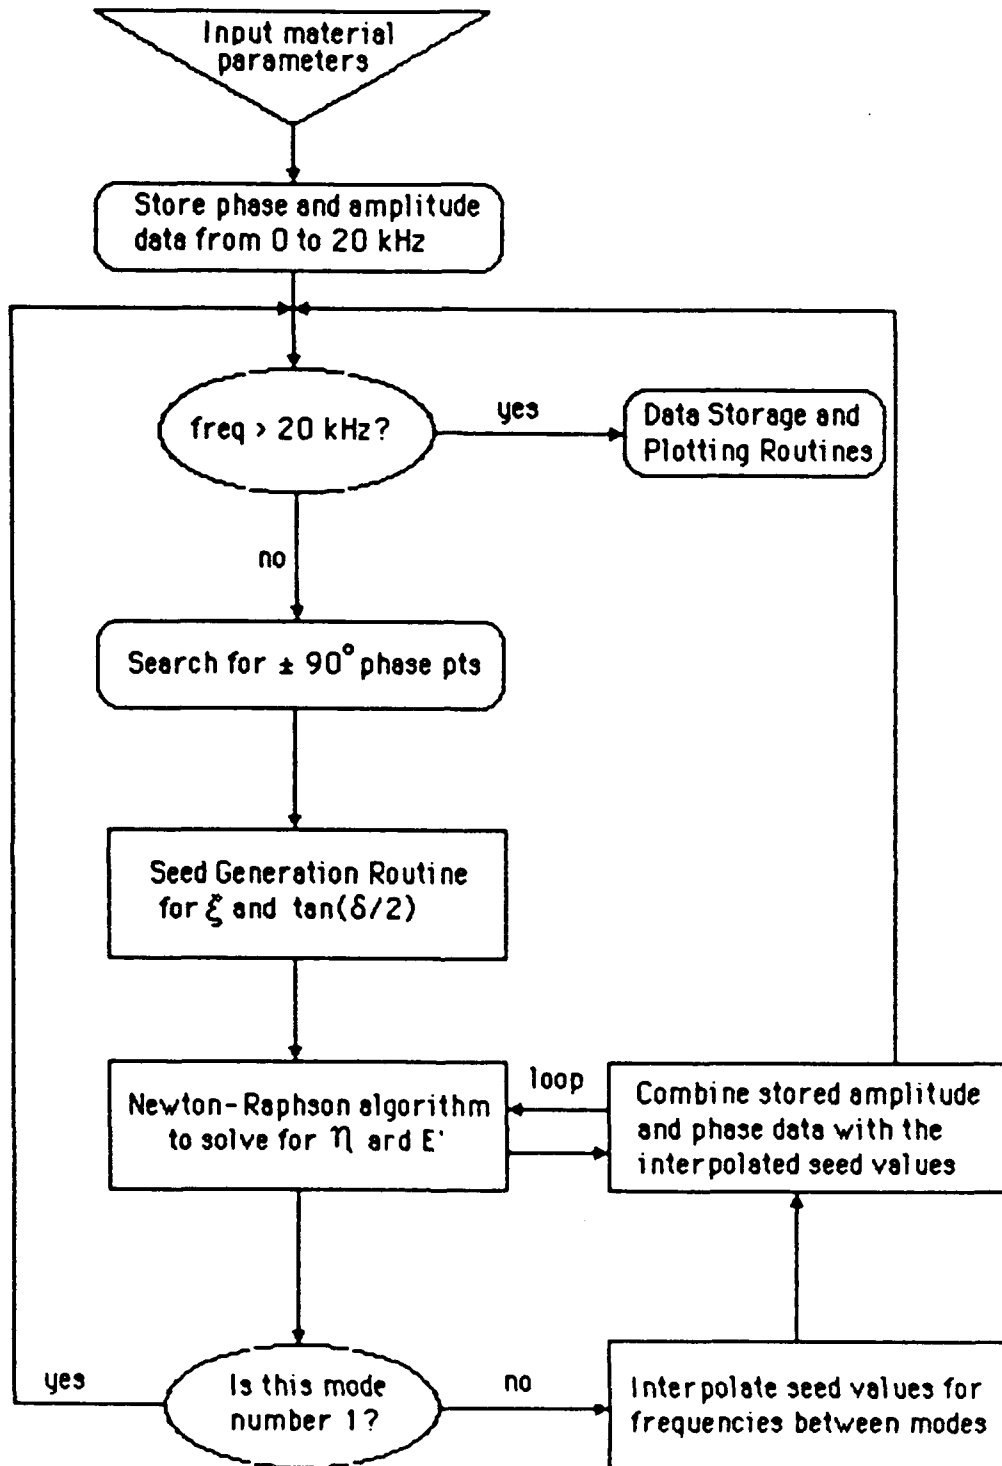 Input material
parameters
Store phase and amplitude
data from 0 to 20 kHz
freq > 20 kHz?
yes
Data Storage and
Plotting Routines
no
Search for ± 90° phase pts
Seed Generation Routine
for ξ and tan(δ/2)
Newton-Raphson algorithm
to solve for η ard E'
loop
Combine stored amplitude
and phase data with the
interpolated seed values
yes
Is this mode
number 1?
no
Interpolate seed values for
frequencies between modes